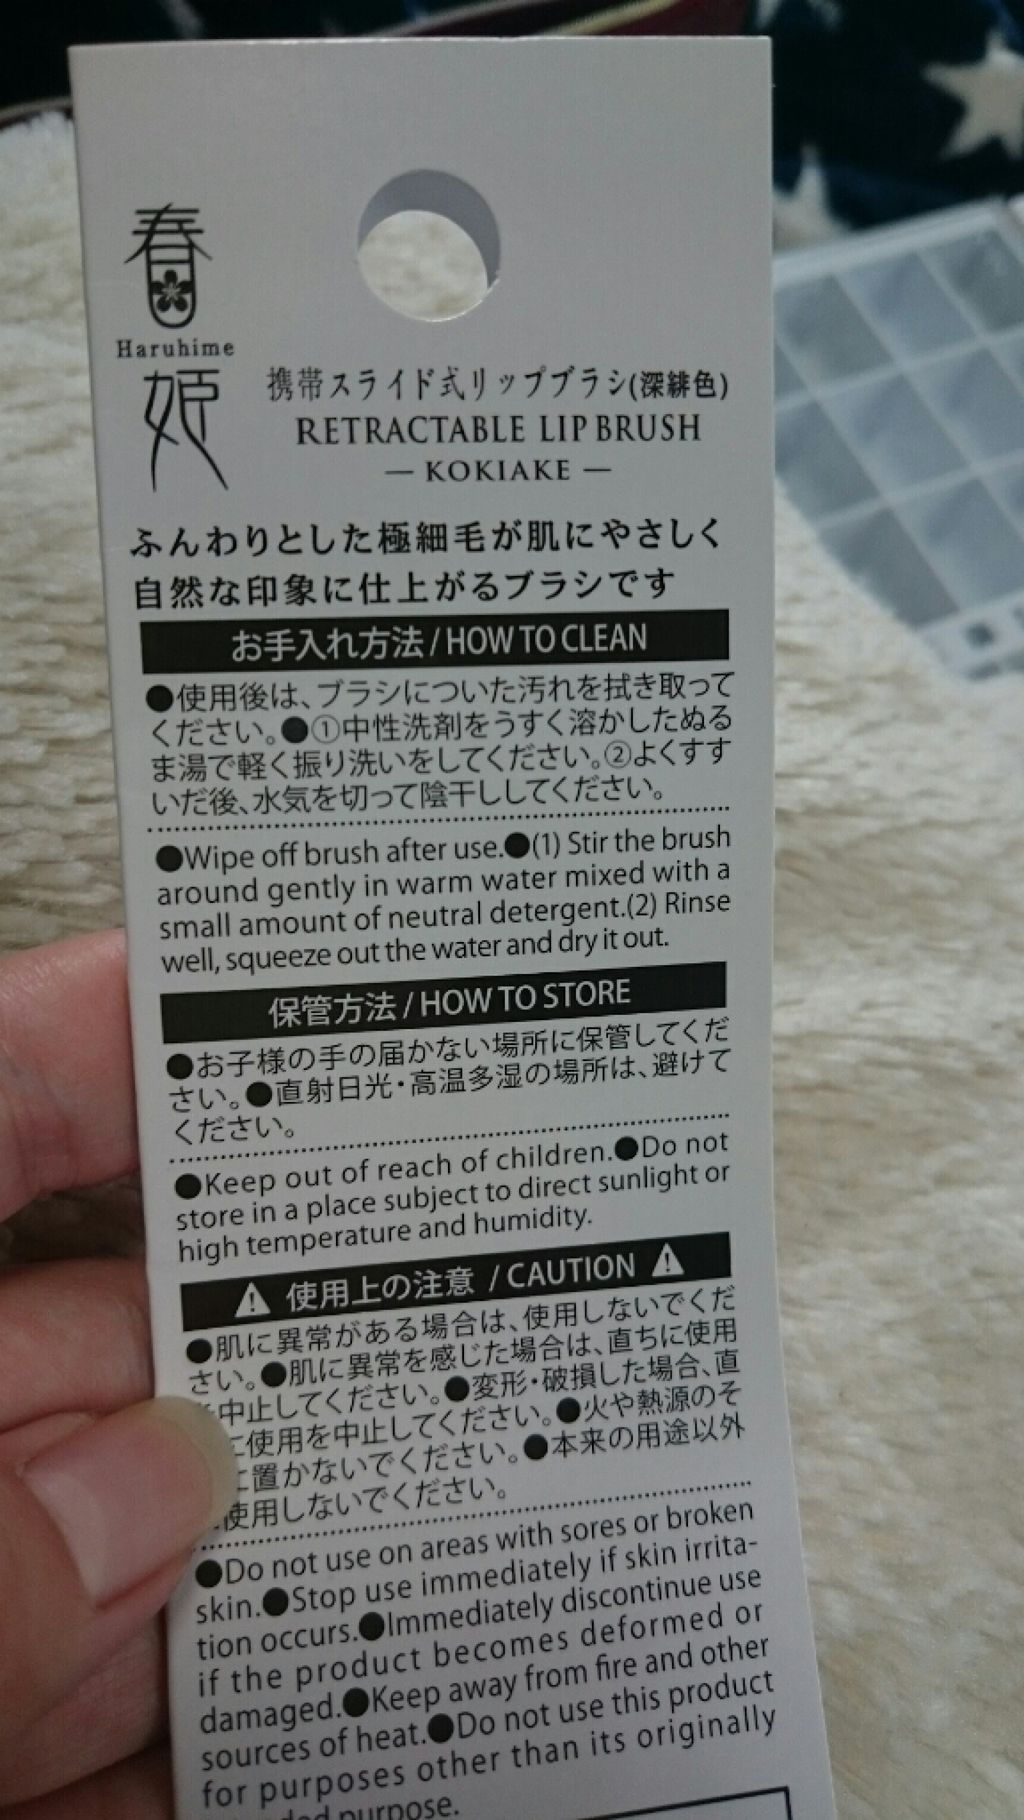 春姫
Haruhime
携帯スライド式リップブラシ(深緋色)
RETRACTABLE LIP BRUSH
— KOKIAKE —
ふんわりとした極細毛が肌にやさしく
自然な印象に仕上がるブラシです
お手入れ方法 / HOW TO CLEAN
●使用後は、ブラシについた汚れを拭き取って
ください。●①中性洗剤をうすく溶かしたぬる
ま湯で軽く振り洗いをしてください。②よくすす
いだ後、水気を切って陰干ししてください。
●Wipe off brush after use.●(1) Stir the brush
around gently in warm water mixed with a
small amount of neutral detergent.(2) Rinse
well, squeeze out the water and dry it out.
保管方法 / HOW TO STORE
●お子様の手の届かない場所に保管してくだ
さい。●直射日光・高温多湿の場所は、避けて
ください。
●Keep out of reach of children.●Do not
store in a place subject to direct sunlight or
high temperature and humidity.
使用上の注意 / CAUTION
●肌に異常がある場合は、使用しないでくだ
さい。●肌に異常を感じた場合は、直ちに使用
中止してください。●変形・破損した場合、直
使用を中止してください。●火や熱源のそ
置かないでください。●本来の用途以外
使用しないでください。
●Do not use on areas with sores or broken
skin.●Stop use immediately if skin irrita-
tion occurs.●Immediately discontinue use
if the product becomes deformed or
damaged.●Keep away from fire and other
sources of heat.●Do not use this product
for purposes other than its originally
purpose.